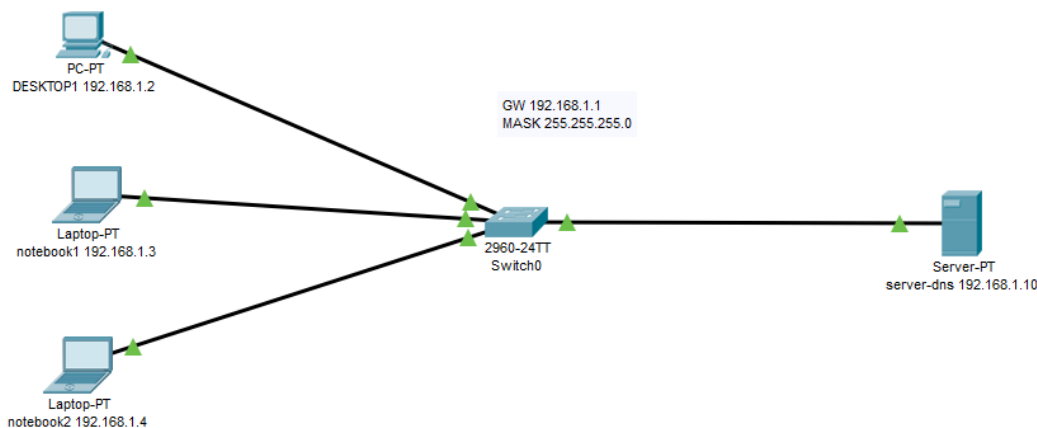 PC-PT
DESKTOP1 192.168.1.2
GW 192.168.1.1
MASK 255.255.255.0
Laptop-PT
notebook1 192.168.1.3
2960-24TT
Switch0
Server-PT
server-dns 192.168.1.10
Laptop-PT
notebook2 192.168.1.4